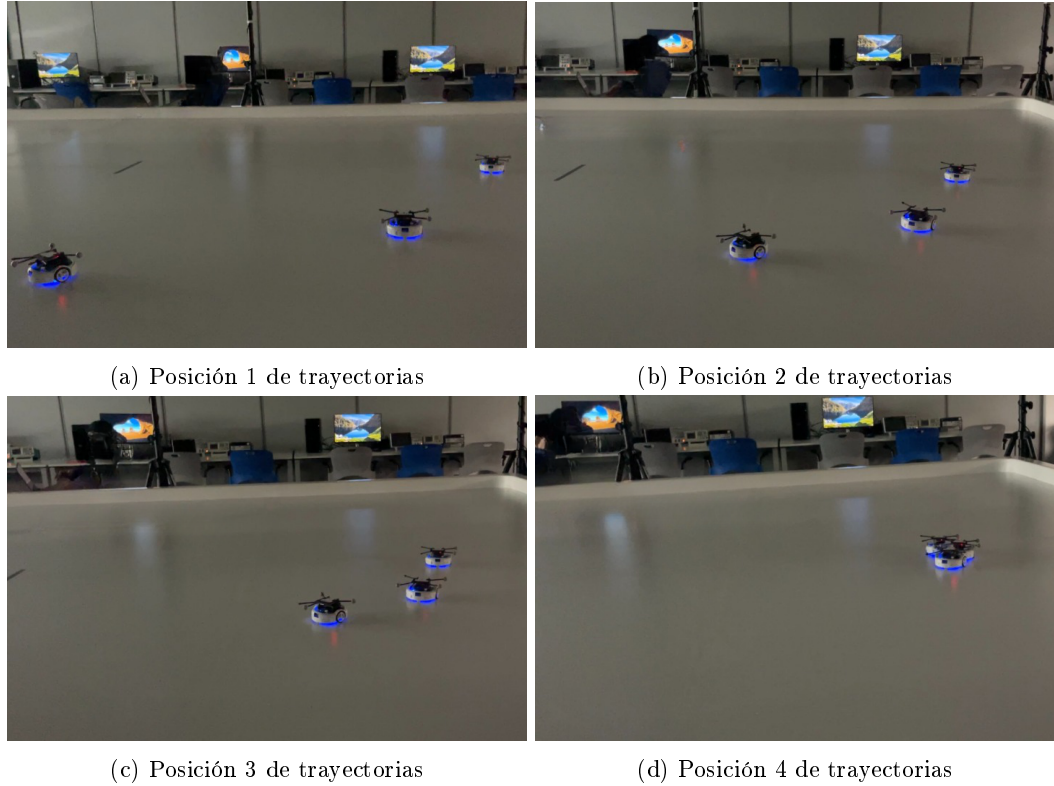 (a) Posición 1 de trayectorias
(b) Posición 2 de trayectorias
(c) Posición 3 de trayectorias
(d) Posición 4 de trayectorias